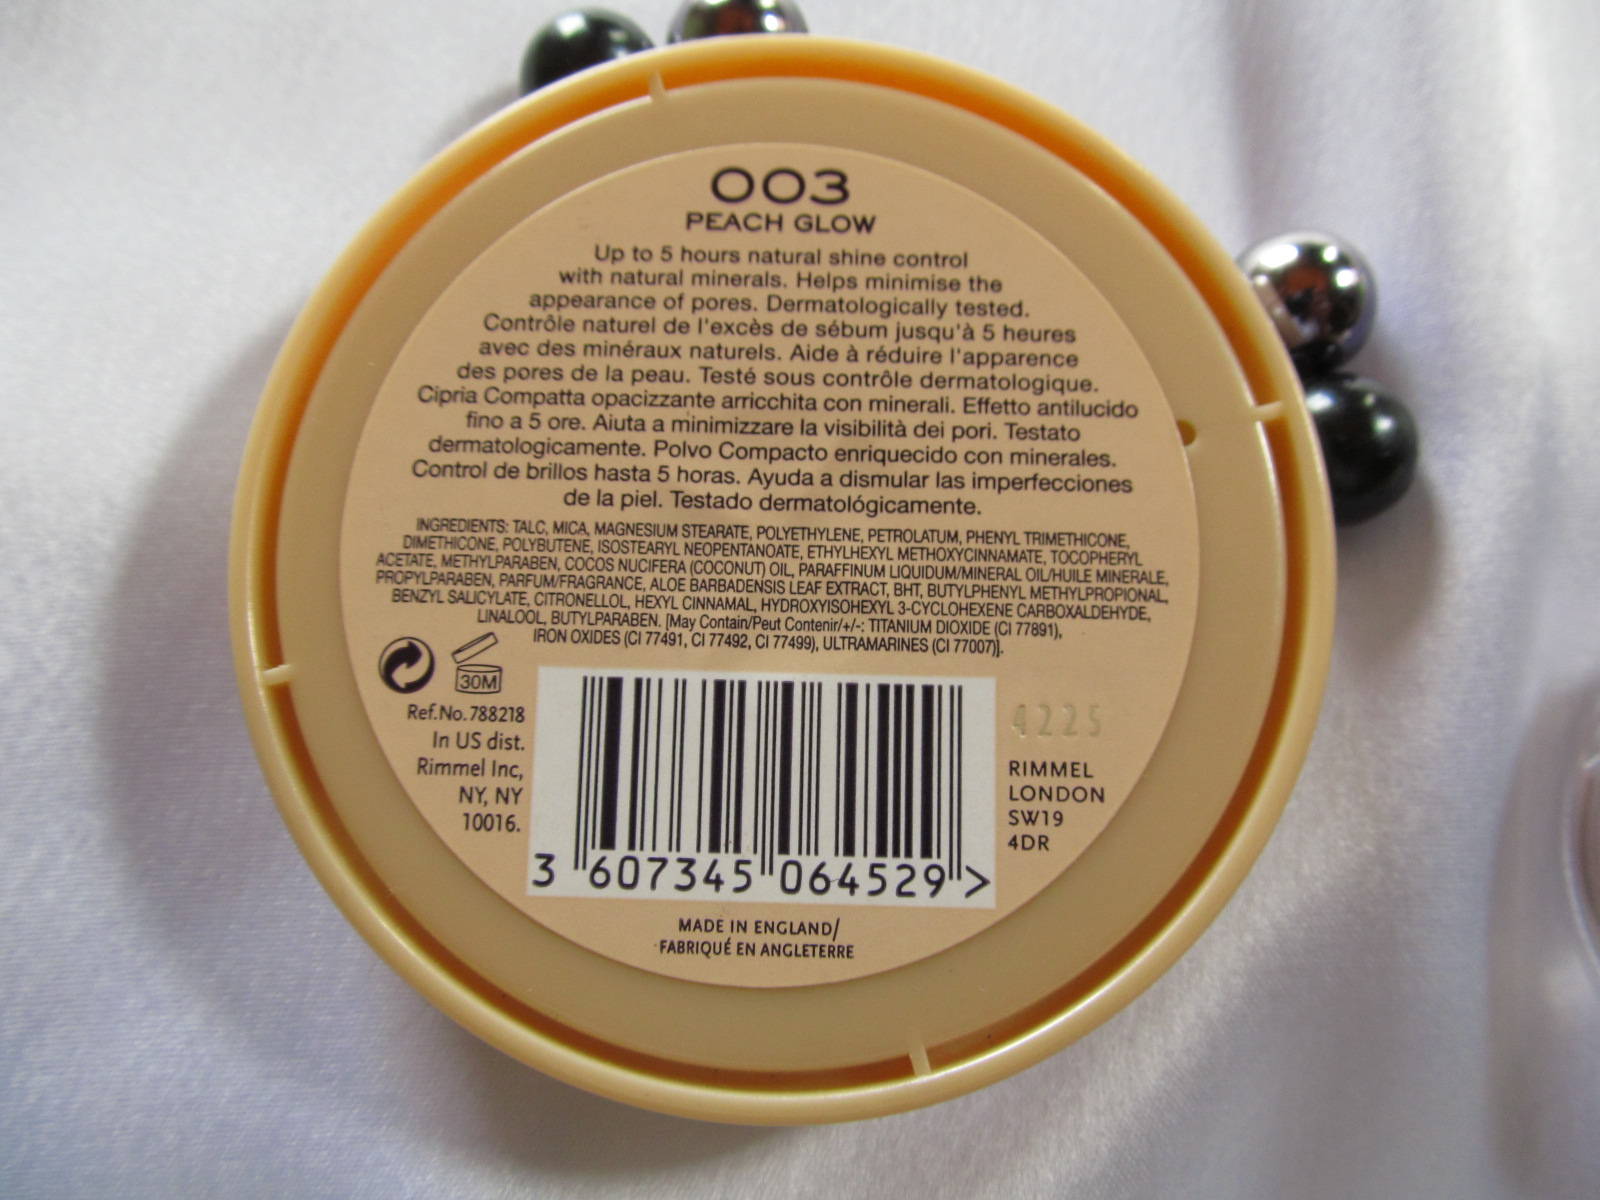 003
PEACH GLOW
Up to 5 hours natural shine control
with natural minerals. Helps minimise the
appearance of pores. Dermatologically tested.
Contrôle naturel de l'excès de sébum jusqu'à 5 heures
avec des minéraux naturels. Aide à réduire l'apparence
des pores de la peau. Testé sous contrôle dermatologique.
Cipria Compatta opacizzante arricchita con minerali. Effetto antilucido
fino a 5 ore. Aiuta a minimizzare la visibilità dei pori. Testato
dermatologicamente. Polvo Compacto enriquecido con minerales.
Control de brillos hasta 5 horas. Ayuda a dismular las imperfecciones
de la piel. Testado dermatológicamente.
INGREDIENTS: TALC, MICA, MAGNESIUM STEARATE, POLYETHYLENE, PETROLATUM, PHENYL TRIMETHICONE,
DIMETHICONE, POLYBUTENE, ISOSTEARYL NEOPENTANOATE, ETHYLHEXYL METHOXYCINNAMATE, TOCOPHERYL
ACETATE, METHYLPARABEN, COCOS NUCIFERA (COCONUT) OIL, PARAFFINUM LIQUIDUM/MINERAL OIL/HUILE MINERALE,
PROPYLPARABEN, PARFUM/FRAGRANCE, ALOE BARBADENSIS LEAF EXTRACT, BHT, BUTYLPHENYL METHYLPROPIONAL,
BENZYL SALICYLATE, CITRONELLOL, HEXYL CINNAMAL, HYDROXYISOHEXYL 3-CYCLOHEXENE CARBOXALDEHYDE,
LINALOOL, BUTYLPARABEN. [May Contain/Peut Contenir/+/-: TITANIUM DIOXIDE (CI 77891),
IRON OXIDES (CI 77491, CI 77492, CI 77499), ULTRAMARINES (CI 77007)].
30M
Ref.No. 788218
In US dist.
Rimmel Inc,
NY, NY
10016.
3 607345 064529 >
4225
RIMMEL
LONDON
SW19
4DR
MADE IN ENGLAND/
FABRIQUÉ EN ANGLETERRE